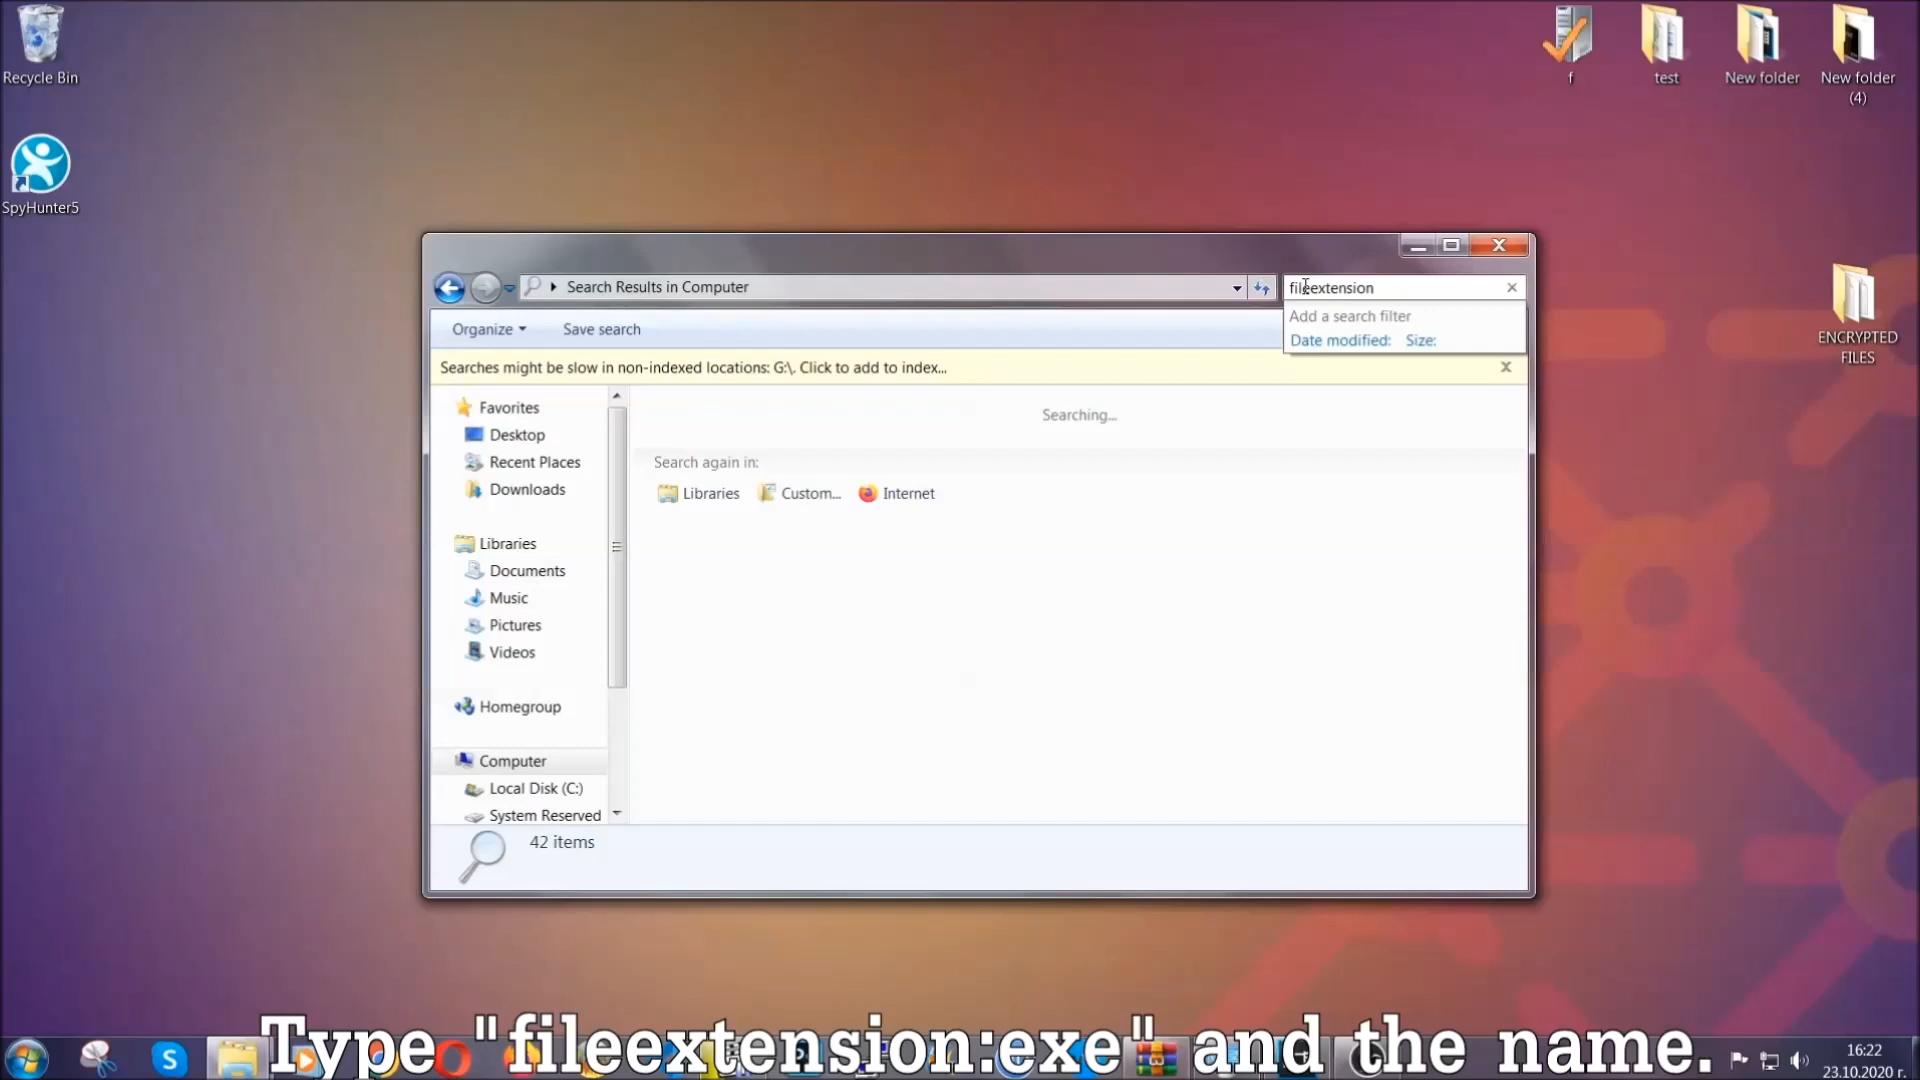 Recycle Bin
f
test
New folder
New folder
(4)
SpyHunter5
ENCRYPTED
FILES
Search Results in Computer
fileextension
Add a search filter
Date modified: Size:
Organize
Save search
Searches might be slow in non-indexed locations: G:\. Click to add to index...
Favorites
Desktop
Recent Places
Downloads
Libraries
Documents
Music
Pictures
Videos
Homegroup
Computer
Local Disk (C:)
System Reserved
Searching...
Search again in:
Libraries
Custom...
Internet
42 items
Type "fileextension:exe" and the name.
16:22
23.10.2020 г.